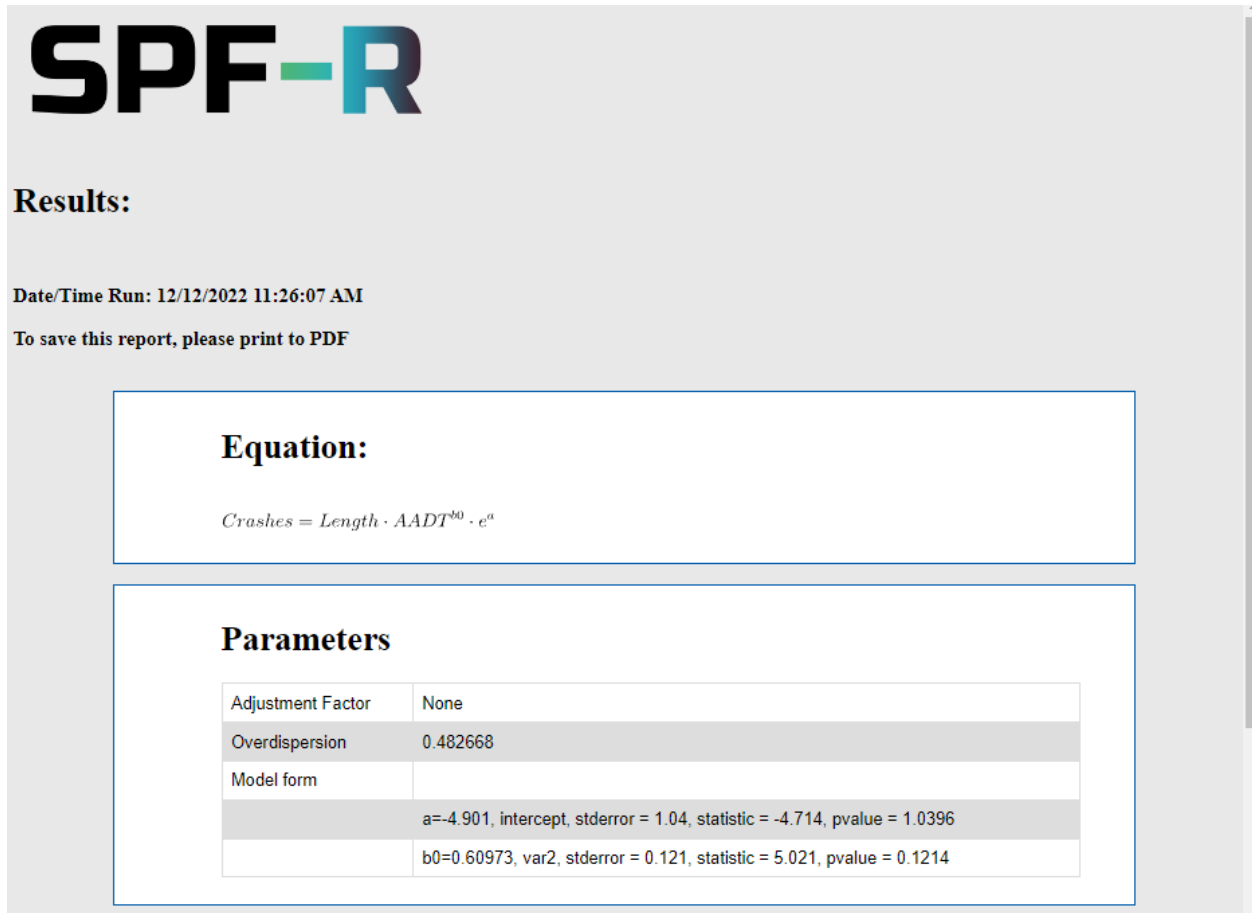 SPF-R
Results:
Date/Time Run: 12/12/2022 11:26:07 AM
To save this report, please print to PDF
Equation:
Crashes = Length · AADT^{b0} · e^{a}
Parameters
Adjustment Factor None
Overdispersion 0.482668
Model form
a=-4.901, intercept, stderror = 1.04, statistic = -4.714, pvalue = 1.0396
b0=0.60973, var2, stderror = 0.121, statistic = 5.021, pvalue = 0.1214